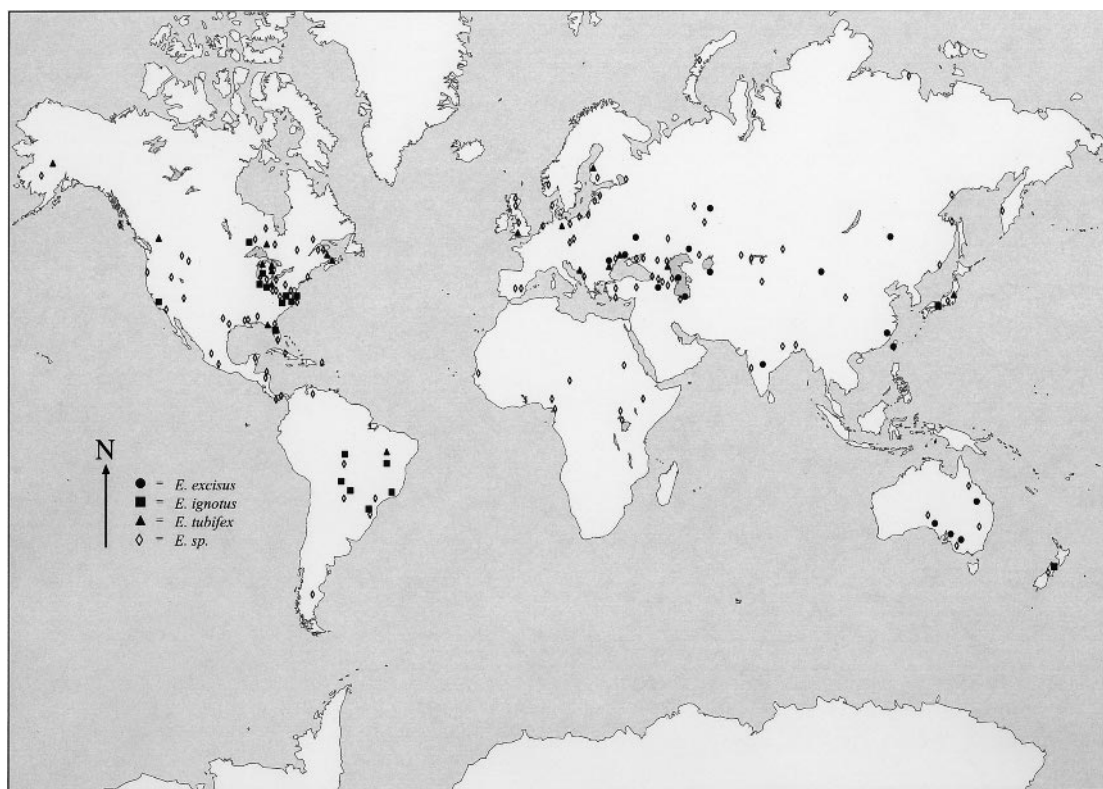 N
= E. excisus
= E. ignotus
= E. tubifex
= E. sp.